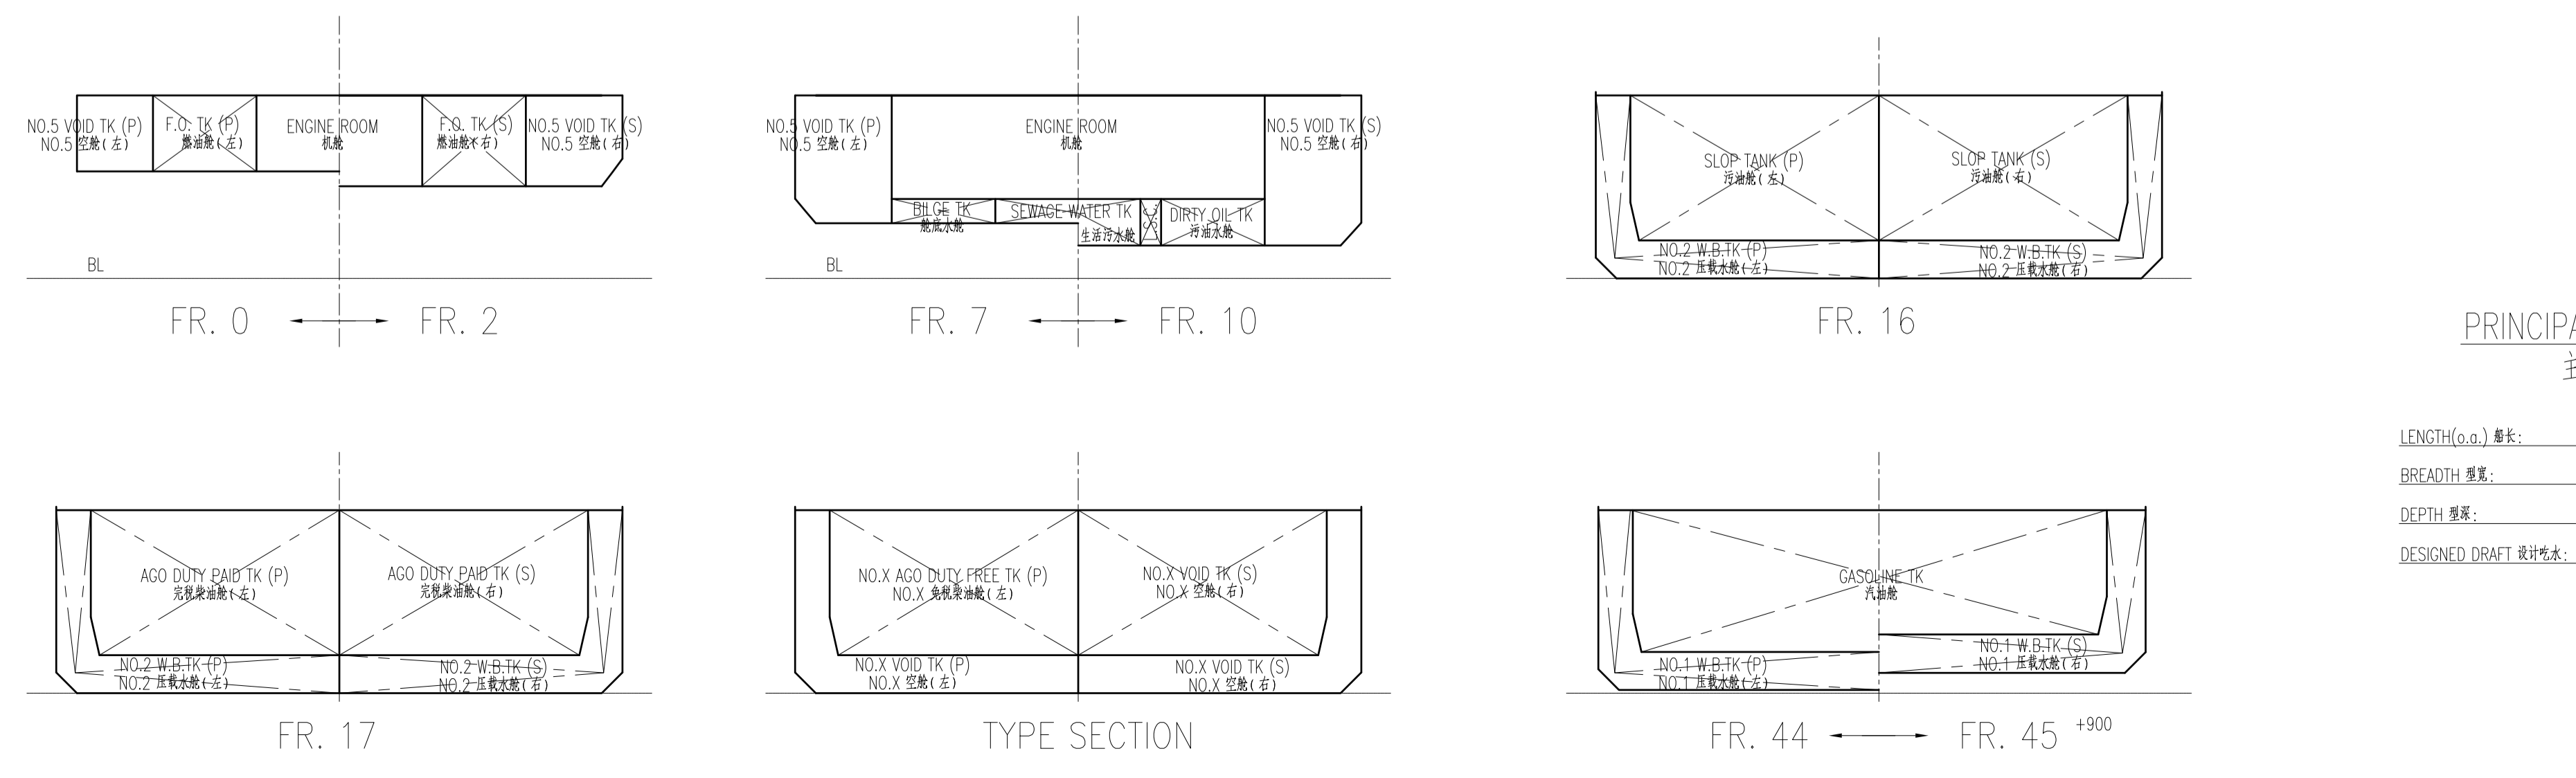 NO.5 VOID TK (P)
NO.5 空舱(左)
F.O. TK (P)
燃油舱(左)
ENGINE ROOM
机舱
F.O. TK (S)
燃油舱(右)
NO.5 VOID TK (S)
NO.5 空舱(右)
BL
FR. 0
FR. 2
NO.5 VOID TK (P)
NO.5 空舱(左)
ENGINE ROOM
机舱
NO.5 VOID TK (S)
NO.5 空舱(右)
BILGE TK
舱底水舱
SEWAGE WATER TK
生活污水舱
L.S.C.
DIRTY OIL TK
污油水舱
BL
FR. 7
FR. 10
SLOP TANK (P)
污油舱(左)
SLOP TANK (S)
污油舱(右)
NO.2 W.B.TK (P)
NO.2 压载水舱(左)
NO.2 W.B.TK (S)
NO.2 压载水舱(右)
FR. 16
AGO DUTY PAID TK (P)
完税柴油舱(左)
AGO DUTY PAID TK (S)
完税柴油舱(右)
NO.2 W.B.TK (P)
NO.2 压载水舱(左)
NO.2 W.B.TK (S)
NO.2 压载水舱(右)
FR. 17
NO.X AGO DUTY FREE TK (P)
NO.X 免税柴油舱(左)
NO.X VOID TK (S)
NO.X 空舱(右)
NO.X VOID TK (P)
NO.X 空舱(左)
NO.X VOID TK (S)
NO.X 空舱(右)
TYPE SECTION
GASOLINE TK
汽油舱
NO.1 W.B.TK (P)
NO.1 压载水舱(左)
NO.1 W.B.TK (S)
NO.1 压载水舱(右)
FR. 44
FR. 45 +900
LENGTH(o.a.) 船长:
BREADTH 型宽:
DEPTH 型深:
DESIGNED DRAFT 设计吃水: